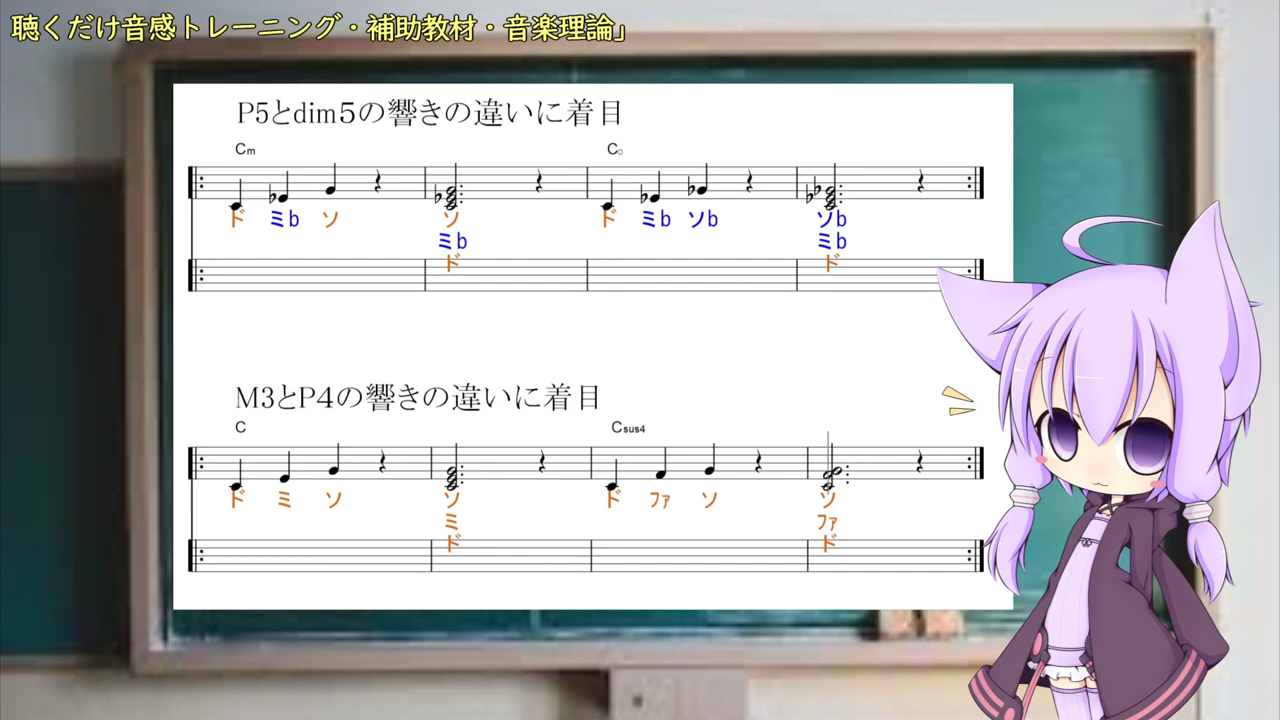 聴くだけ音感トレーニング・補助教材・音楽理論」
P5とdim5の響きの違いに着目
Cm C○
ド ミb ソ ソ ド ミb ソb ソb
ミb ミb
ド ド
M3とP4の響きの違いに着目
C Csus4
ド ミ ソ ソ ド ファ ソ ソ
ミ ファ
ド ド